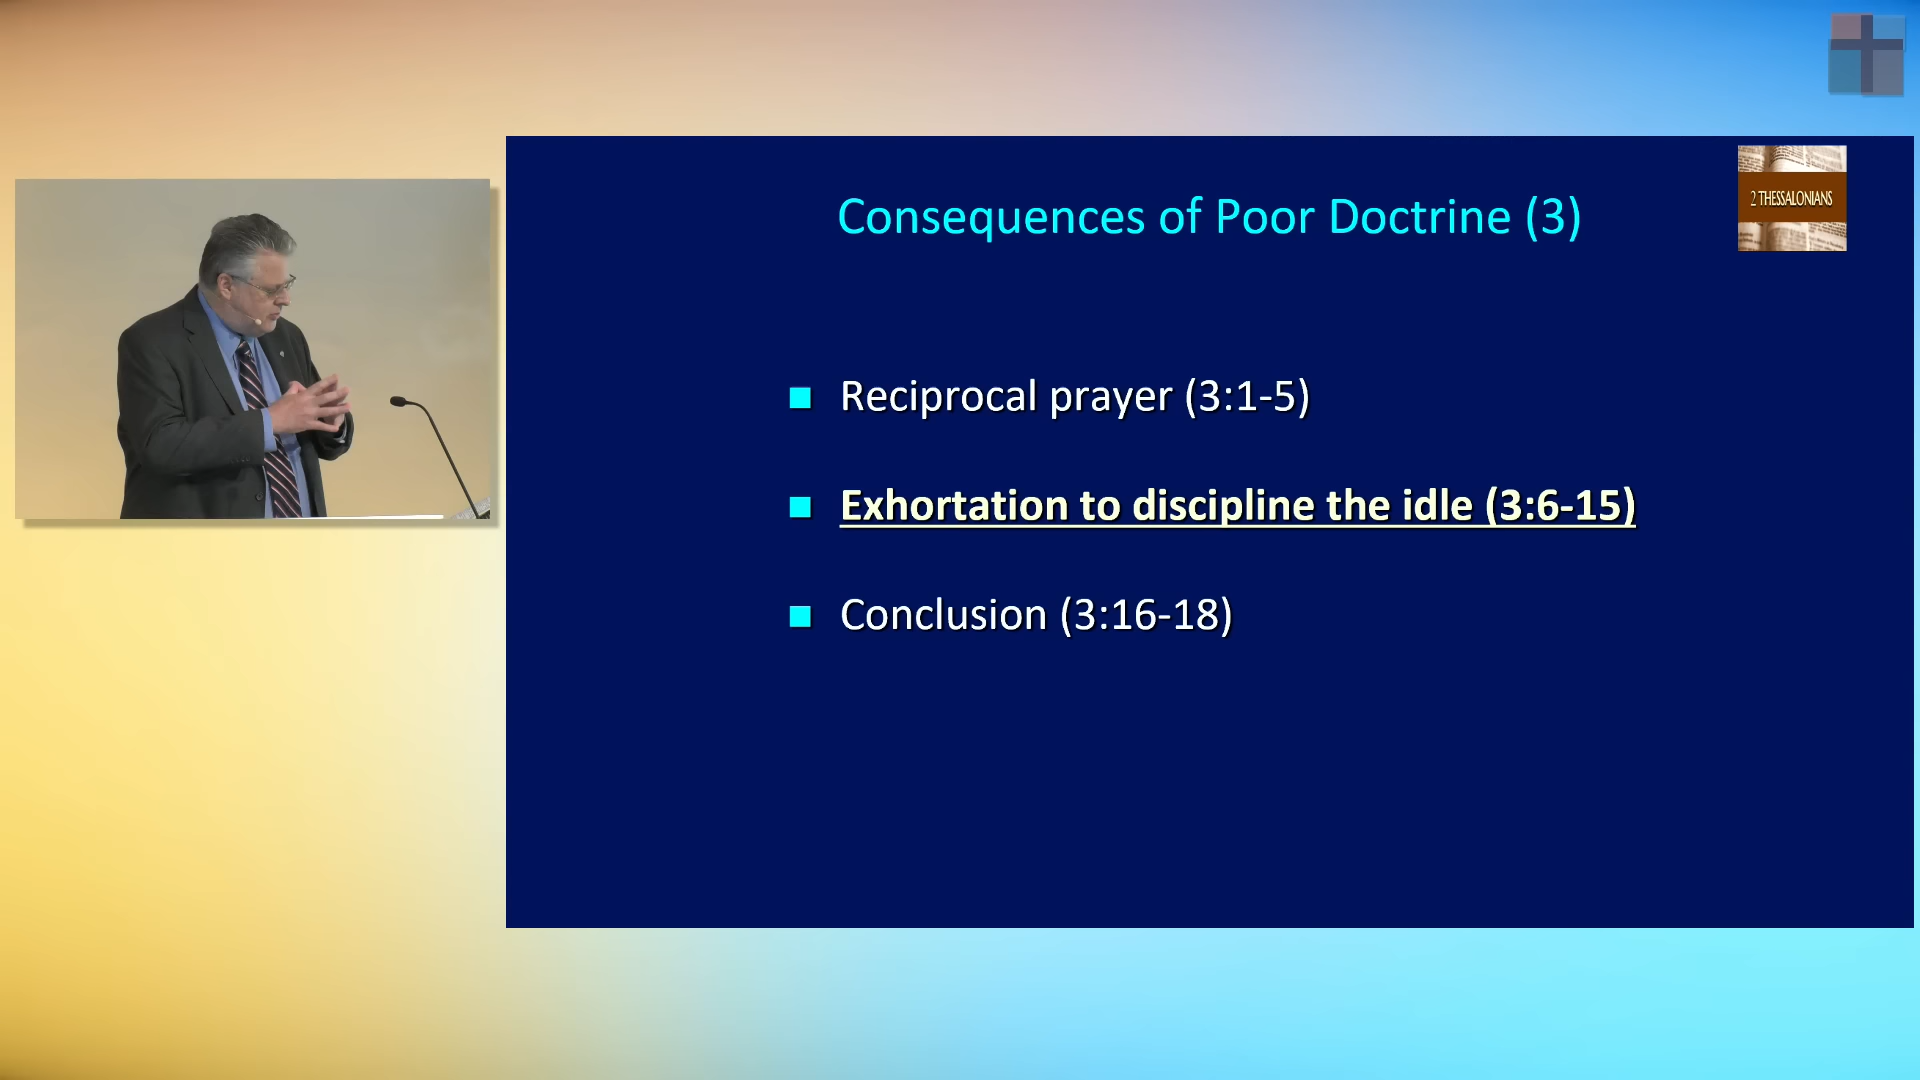 Consequences of Poor Doctrine (3)
2 THESSALONIANS
■ Reciprocal prayer (3:1-5)
■ Exhortation to discipline the idle (3:6-15)
■ Conclusion (3:16-18)